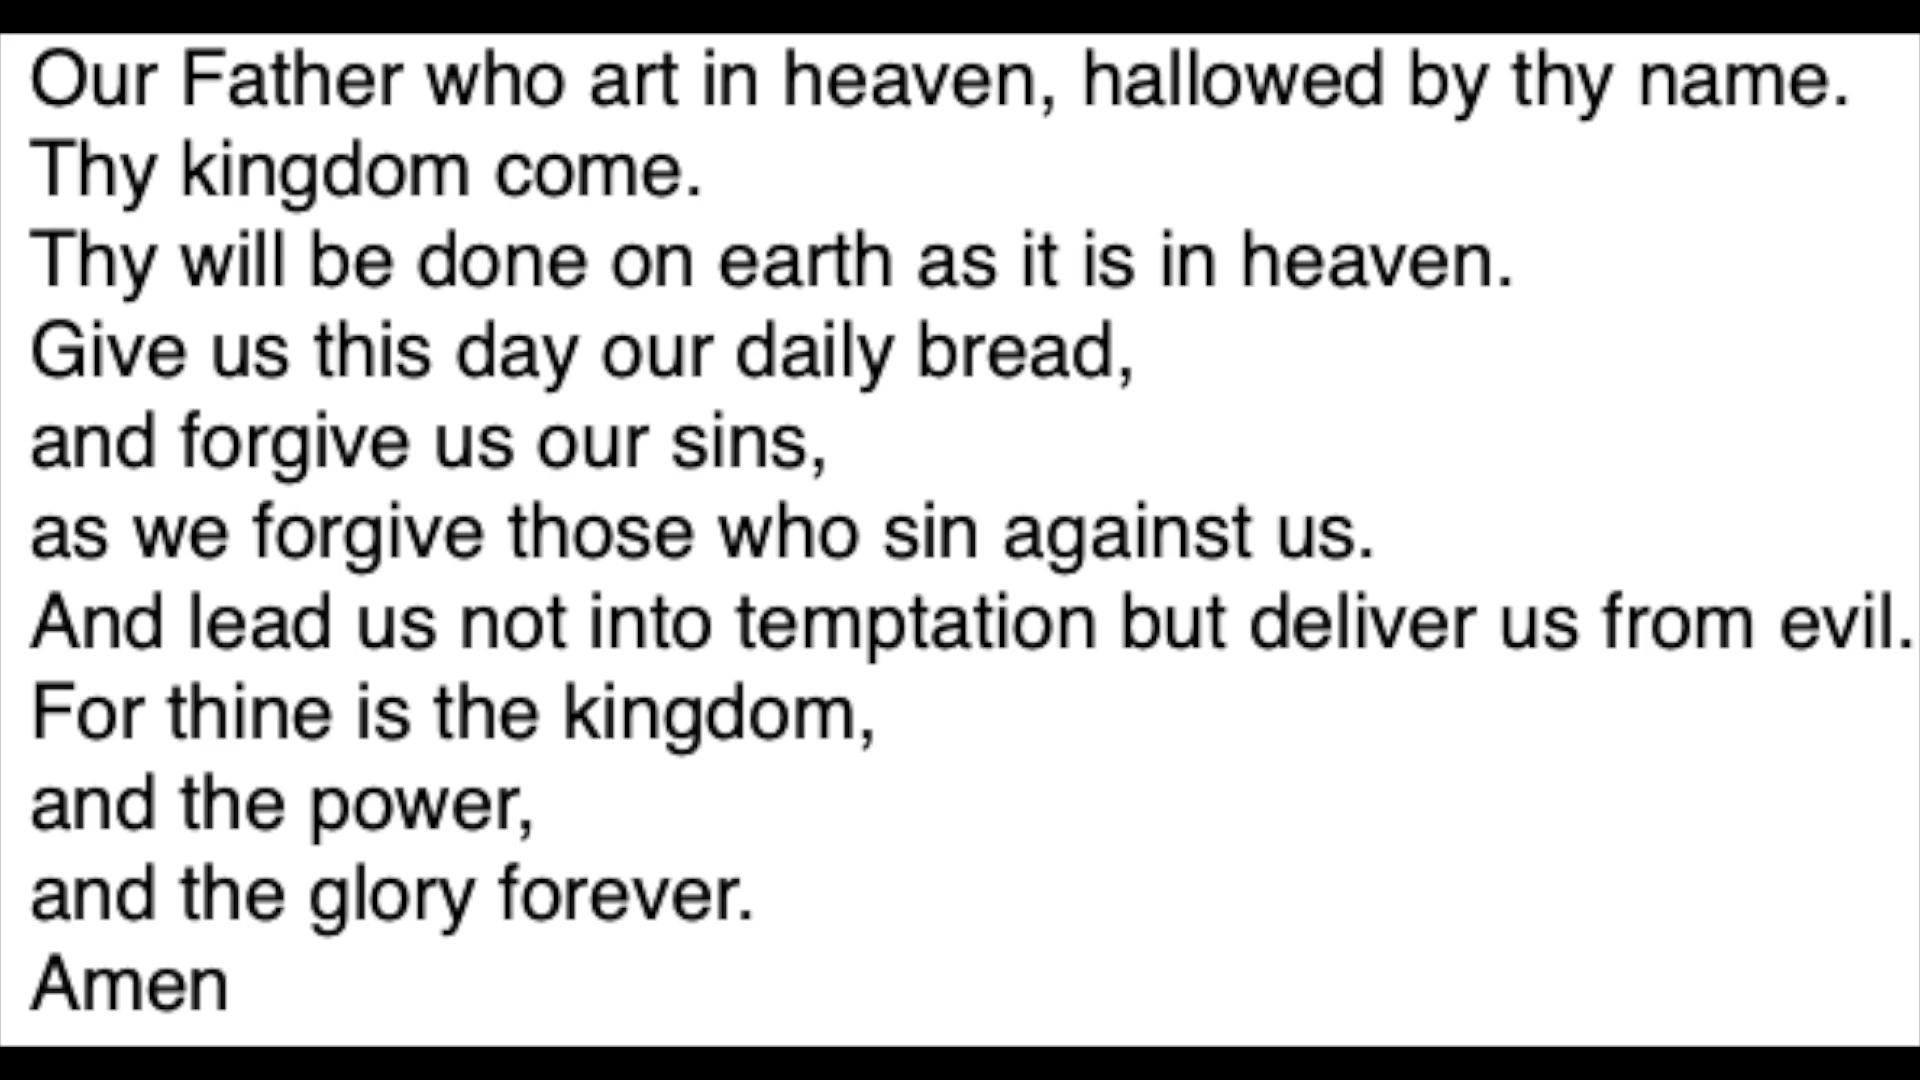 Our Father who art in heaven, hallowed by thy name.
Thy kingdom come.
Thy will be done on earth as it is in heaven.
Give us this day our daily bread,
and forgive us our sins,
as we forgive those who sin against us.
And lead us not into temptation but deliver us from evil.
For thine is the kingdom,
and the power,
and the glory forever.
Amen